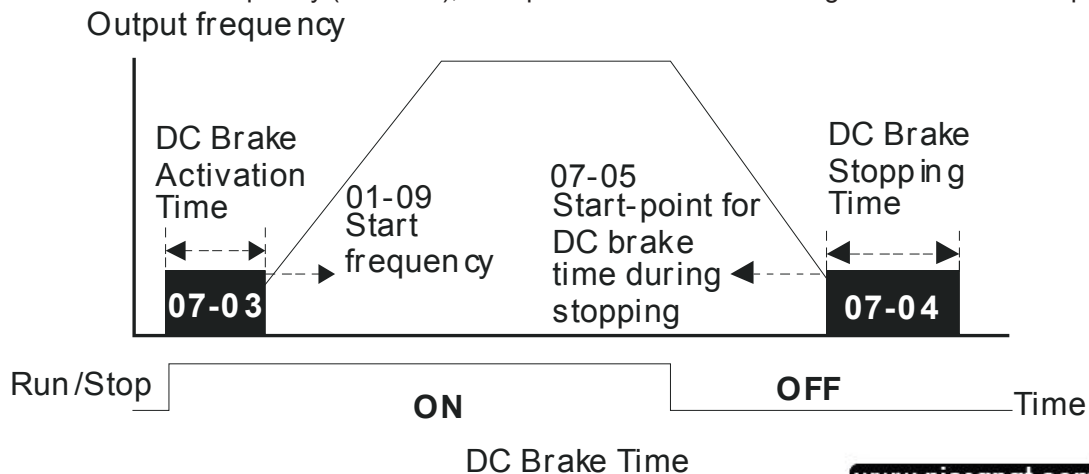 Output frequency
DC Brake
Activation
Time
01-09
Start
frequency
07-05
Start-point for
DC brake
time during
stopping
DC Brake
Stopping
Time
07-03
07-04
Run/Stop
ON
OFF
Time
DC Brake Time